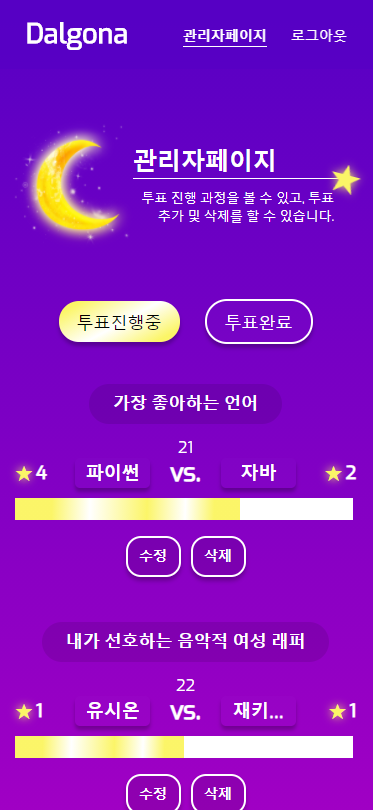 Dalgona 관리자페이지 로그아웃
관리자페이지
투표 진행 과정을 볼 수 있고, 투표
추가 및 삭제를 할 수 있습니다.
투표진행중 투표완료
가장 좋아하는 언어
21
4 파이썬 VS. 자바 2
수정 삭제
내가 선호하는 음악적 여성 래퍼
22
1 유시온 VS. 재키... 1
수정 삭제